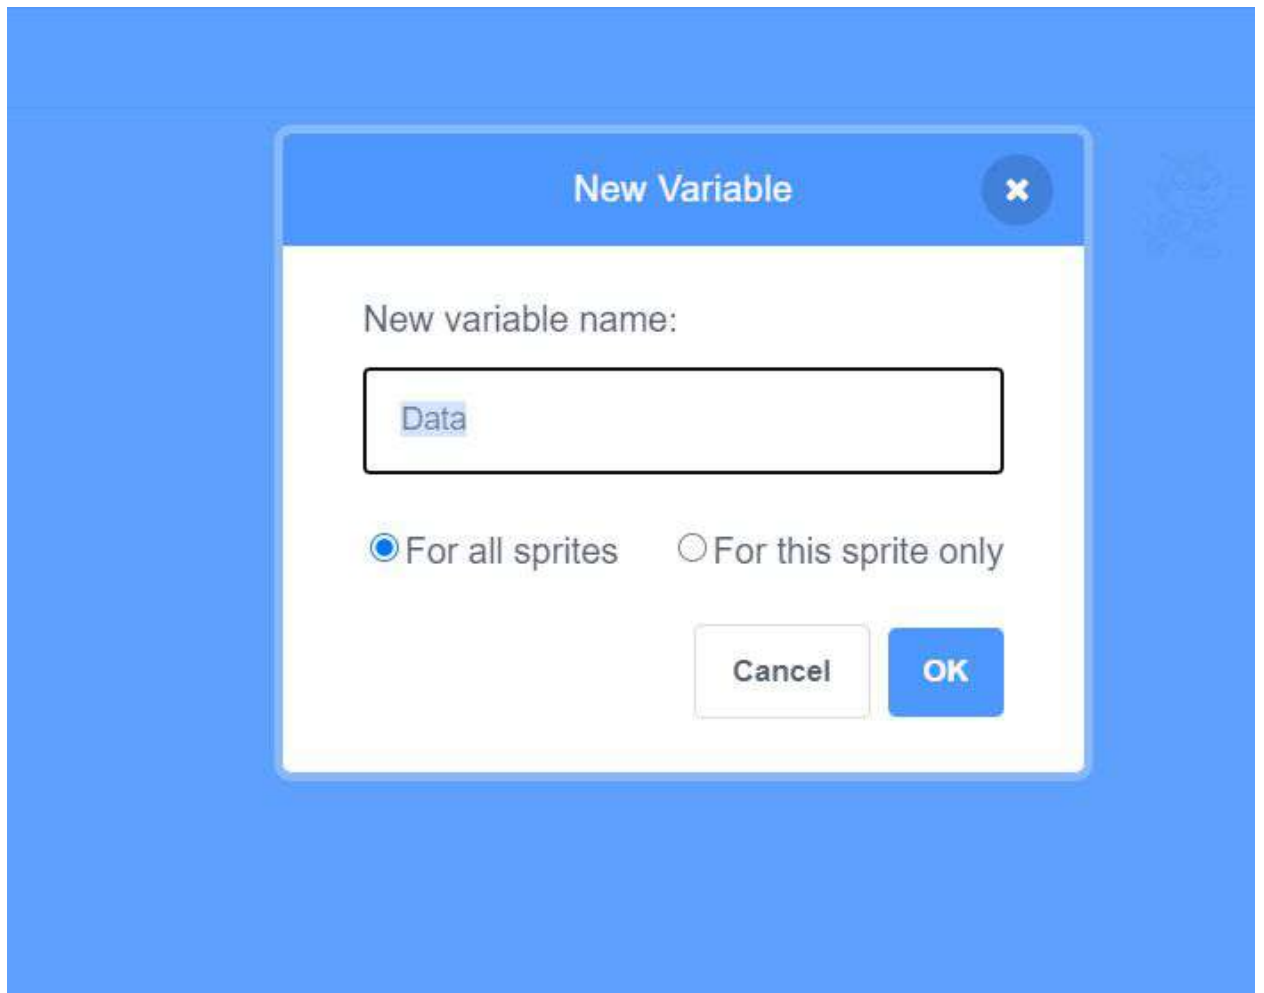 New Variable
New variable name:
Data
For all sprites For this sprite only
Cancel OK